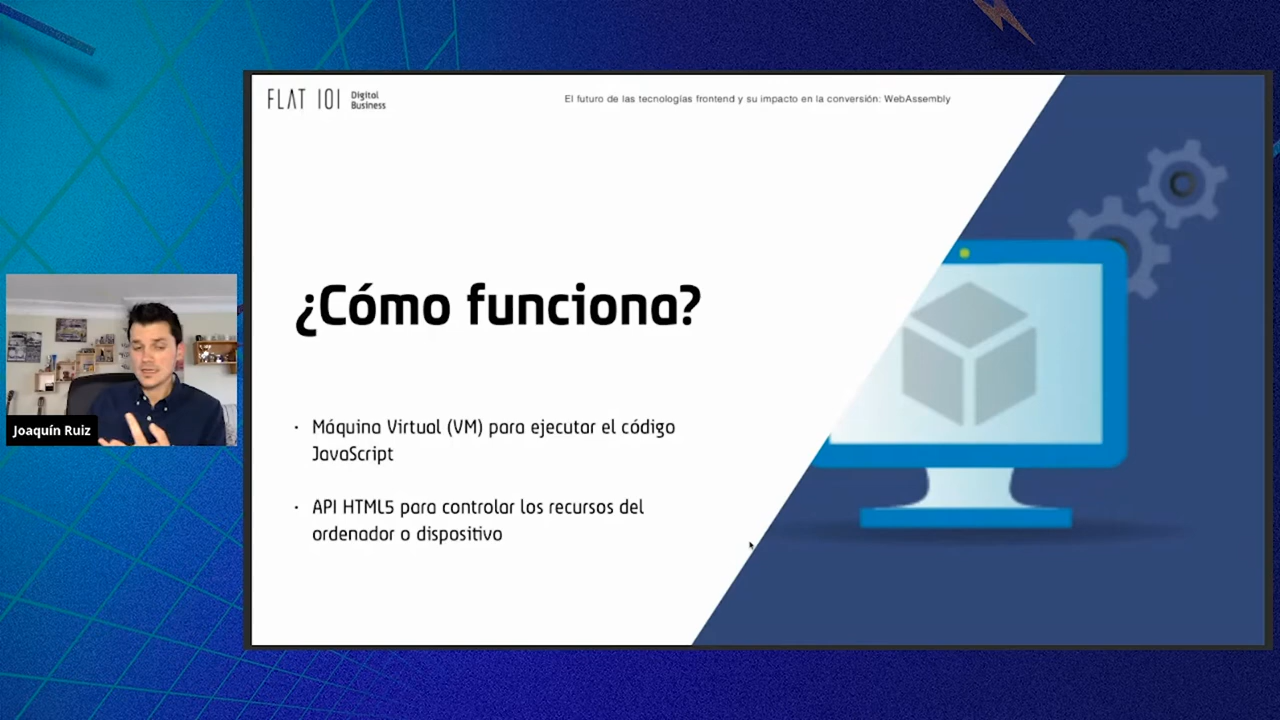 FLAT 101 Digital
Business
El futuro de las tecnologías frontend y su impacto en la conversión: WebAssembly
¿Cómo funciona?
Joaquín Ruiz
• Máquina Virtual (VM) para ejecutar el código
JavaScript
• API HTML5 para controlar los recursos del
ordenador o dispositivo